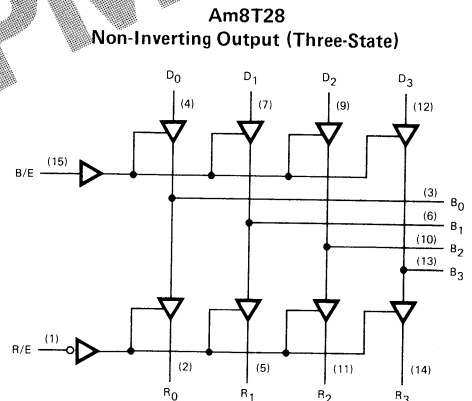 Am8T28
Non-Inverting Output (Three-State)
D0 D1 D2 D3
(4) (7) (9) (12)
(15)
B/E
(3)
B0
(6)
B1
(10)
B2
(13)
B3
(1)
R/E
(2) (5) (11) (14)
R0 R1 R2 R3